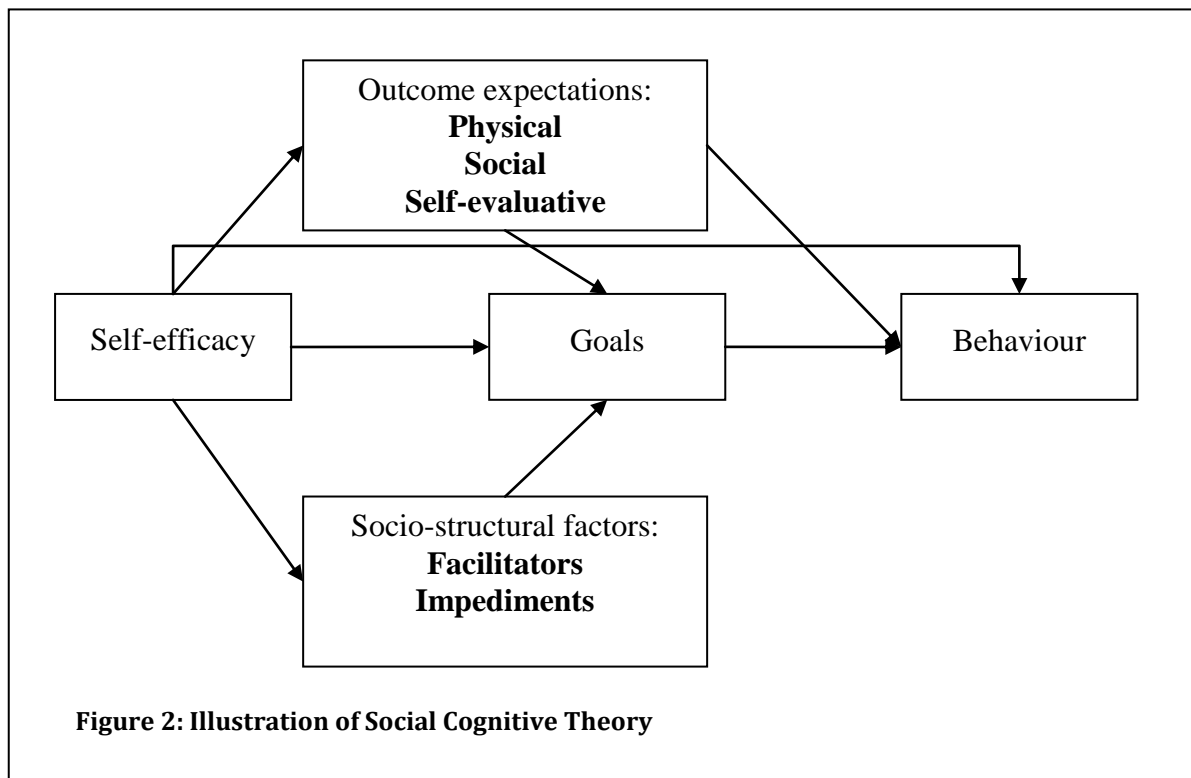 Outcome expectations:
Physical
Social
Self-evaluative
Self-efficacy
Goals
Behaviour
Socio-structural factors:
Facilitators
Impediments
Figure 2: Illustration of Social Cognitive Theory